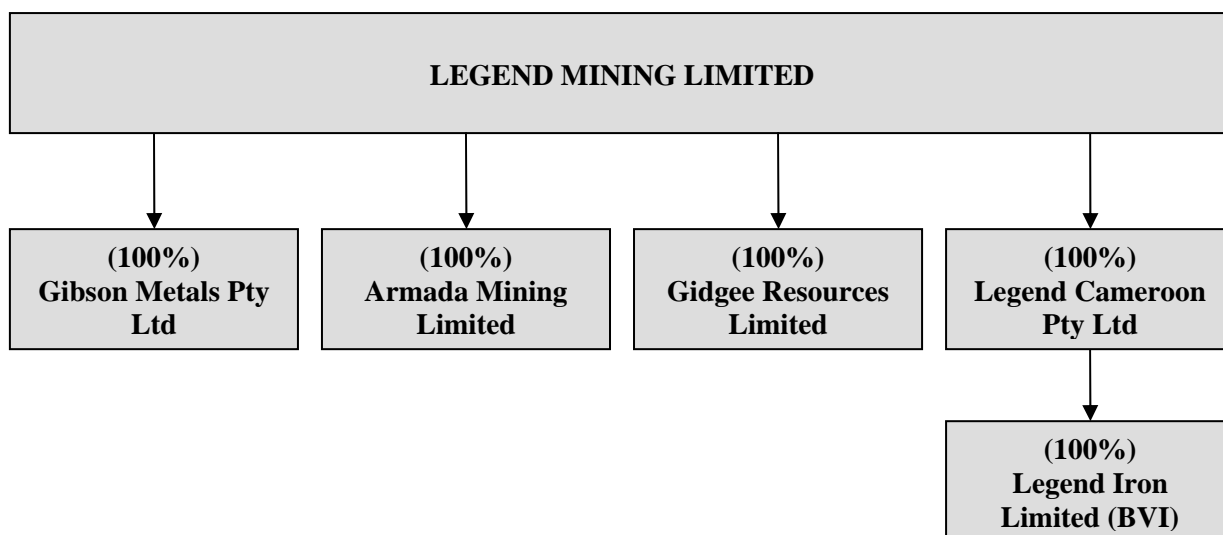 LEGEND MINING LIMITED
(100%)
Gibson Metals Pty
Ltd
(100%)
Armada Mining
Limited
(100%)
Gidgee Resources
Limited
(100%)
Legend Cameroon
Pty Ltd
(100%)
Legend Iron
Limited (BVI)